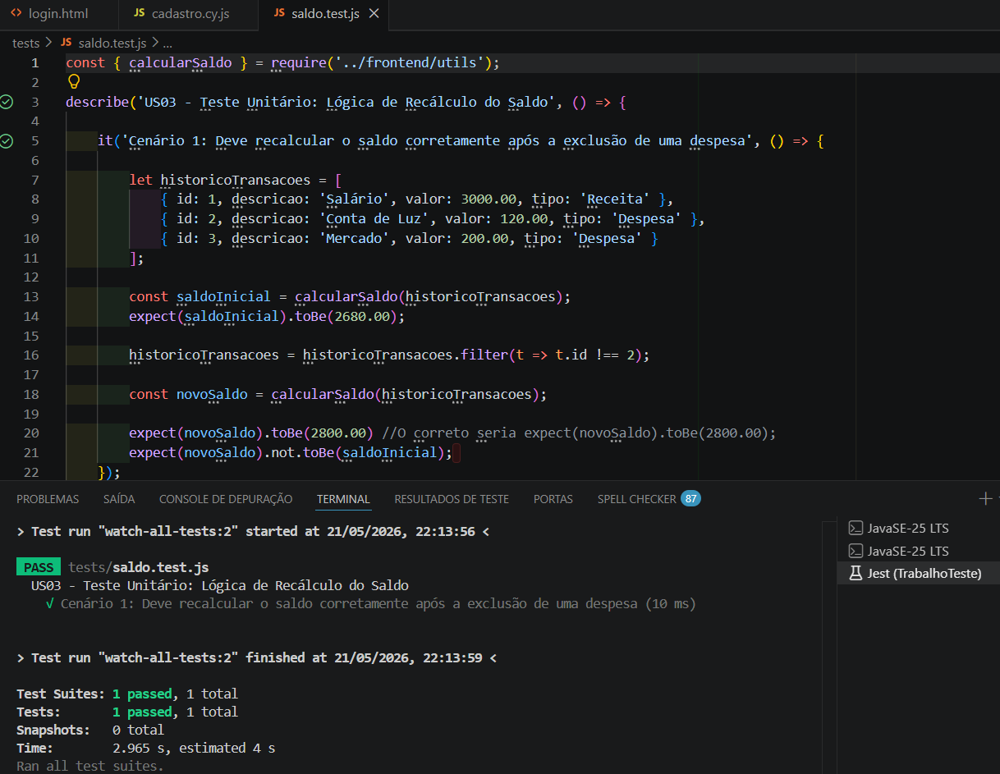 <> login.html JS cadastro.cy.js JS saldo.test.js ×
tests > JS saldo.test.js > ...
1 const { calcularSaldo } = require('../frontend/utils');
2
3 describe('US03 - Teste Unitário: Lógica de Recálculo do Saldo', () => {
4
5 it('Cenário 1: Deve recalcular o saldo corretamente após a exclusão de uma despesa', () => {
6
7 let historicoTransacoes = [
8 { id: 1, descricao: 'Salário', valor: 3000.00, tipo: 'Receita' },
9 { id: 2, descricao: 'Conta de Luz', valor: 120.00, tipo: 'Despesa' },
10 { id: 3, descricao: 'Mercado', valor: 200.00, tipo: 'Despesa' }
11 ];
12
13 const saldoInicial = calcularSaldo(historicoTransacoes);
14 expect(saldoInicial).toBe(2680.00);
15
16 historicoTransacoes = historicoTransacoes.filter(t => t.id !== 2);
17
18 const novoSaldo = calcularSaldo(historicoTransacoes);
19
20 expect(novoSaldo).toBe(2800.00) //O correto seria expect(novoSaldo).toBe(2800.00);
21 expect(novoSaldo).not.toBe(saldoInicial);
22 });
PROBLEMAS SAÍDA CONSOLE DE DEPURAÇÃO TERMINAL RESULTADOS DE TESTE PORTAS SPELL CHECKER 87
> Test run "watch-all-tests:2" started at 21/05/2026, 22:13:56 <
JavaSE-25 LTS
JavaSE-25 LTS
Jest (TrabalhoTeste)
PASS tests/saldo.test.js
US03 - Teste Unitário: Lógica de Recálculo do Saldo
√ Cenário 1: Deve recalcular o saldo corretamente após a exclusão de uma despesa (10 ms)
> Test run "watch-all-tests:2" finished at 21/05/2026, 22:13:59 <
Test Suites: 1 passed, 1 total
Tests: 1 passed, 1 total
Snapshots: 0 total
Time: 2.965 s, estimated 4 s
Ran all test suites.